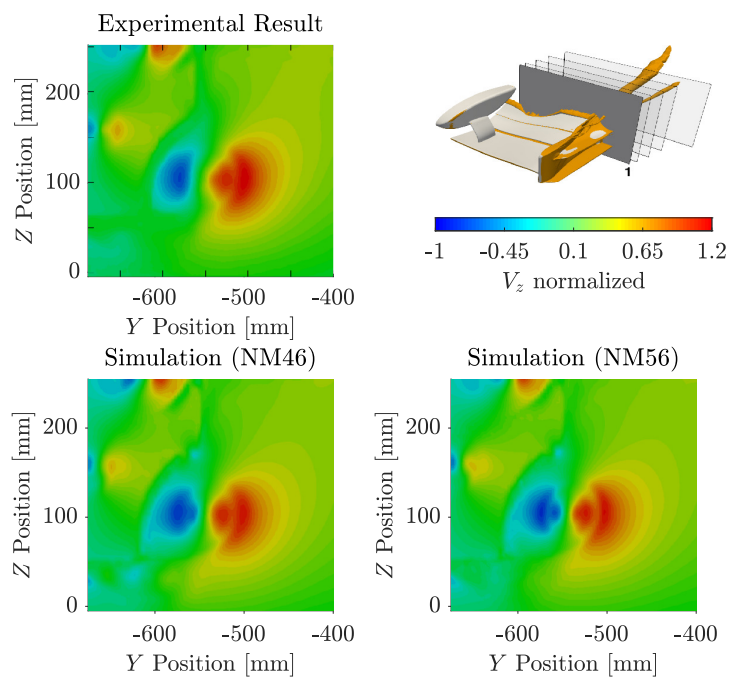 Experimental Result
Z Position [mm]
200
100
0
-600
-500
-400
Y Position [mm]
1
-1
-0.45
0.1
0.65
1.2
V_z normalized
Simulation (NM46)
Z Position [mm]
200
100
0
-600
-500
-400
Y Position [mm]
Simulation (NM56)
Z Position [mm]
200
100
0
-600
-500
-400
Y Position [mm]